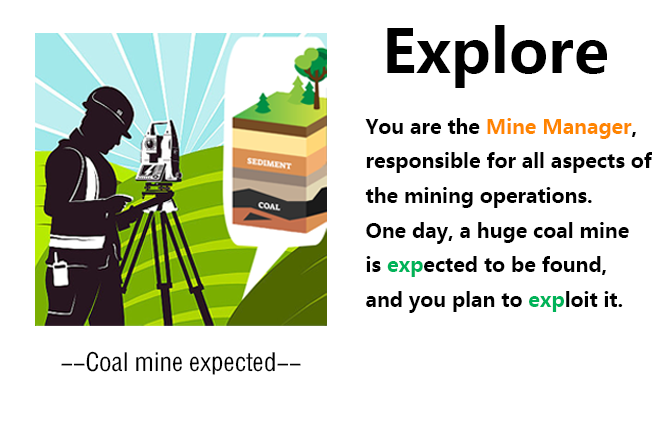 Explore
SEDIMENT
COAL
--Coal mine expected--
You are the Mine Manager,
responsible for all aspects of
the mining operations.
One day, a huge coal mine
is expected to be found,
and you plan to exploit it.